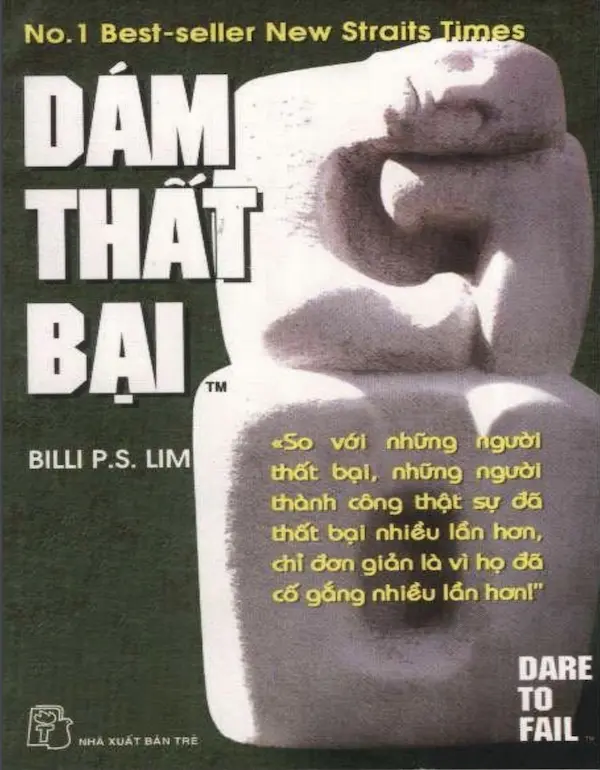 No.1 Best-seller New Straits Times
DÁM
THẤT
BẠI ™
BILLI P.S. LIM
«So với những người
thất bại, những người
thành công thật sự đã
thất bại nhiều lần hơn,
chỉ đơn giản là vì họ đã
cố gắng nhiều lần hơn!"
DARE
TO
FAIL ™
T
NHÀ XUẤT BẢN TRẺ